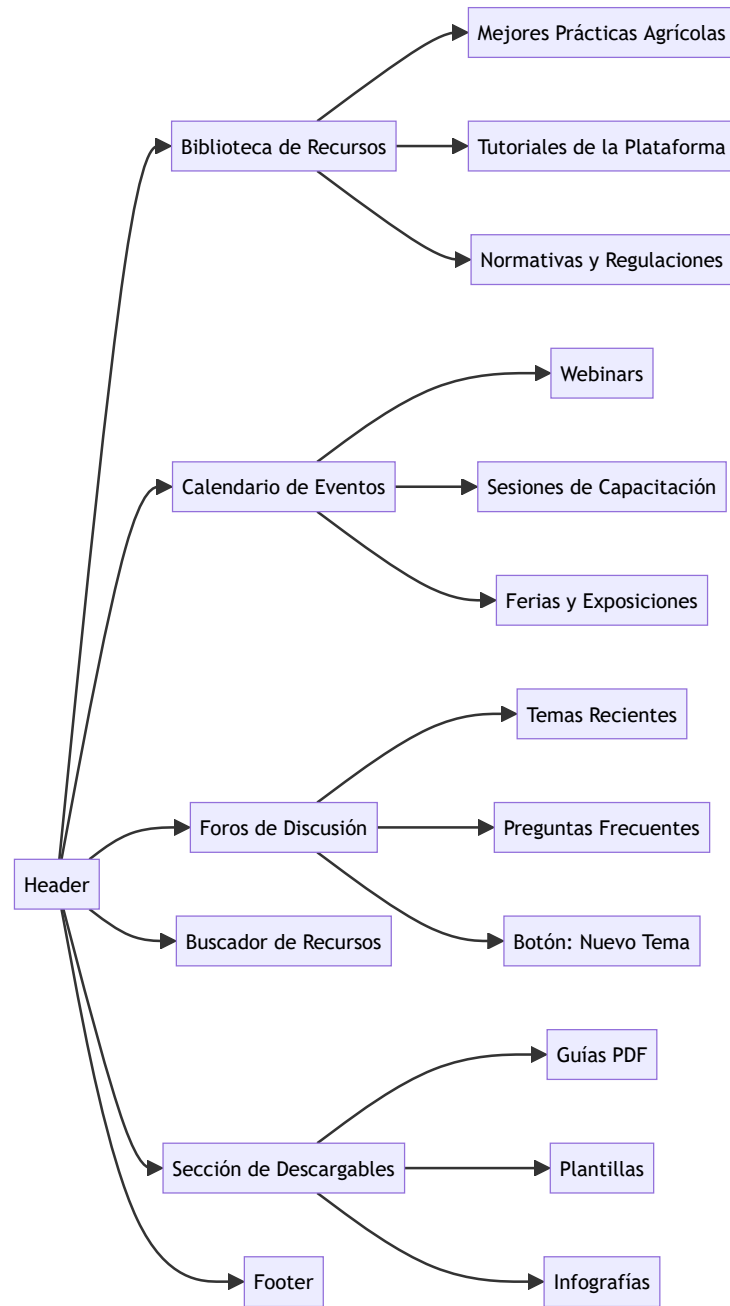 Mejores Prácticas Agrícolas
Biblioteca de Recursos
Tutoriales de la Plataforma
Normativas y Regulaciones
Webinars
Calendario de Eventos
Sesiones de Capacitación
Ferias y Exposiciones
Temas Recientes
Foros de Discusión
Preguntas Frecuentes
Header
Buscador de Recursos
Botón: Nuevo Tema
Guías PDF
Sección de Descargables
Plantillas
Footer
Infografías